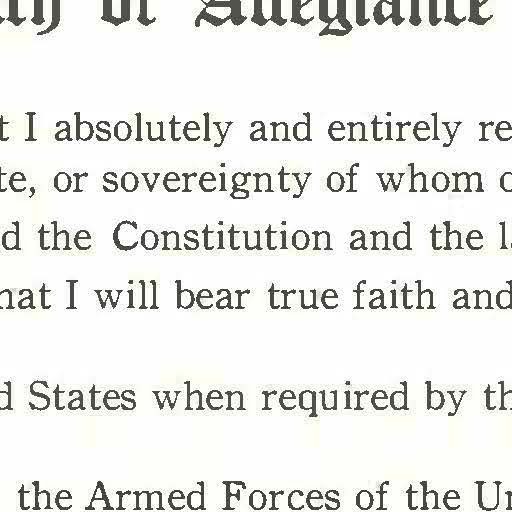 th of Allegiance
t I absolutely and entirely re
te, or sovereignty of whom o
d the Constitution and the l
hat I will bear true faith and
d States when required by th
the Armed Forces of the Un